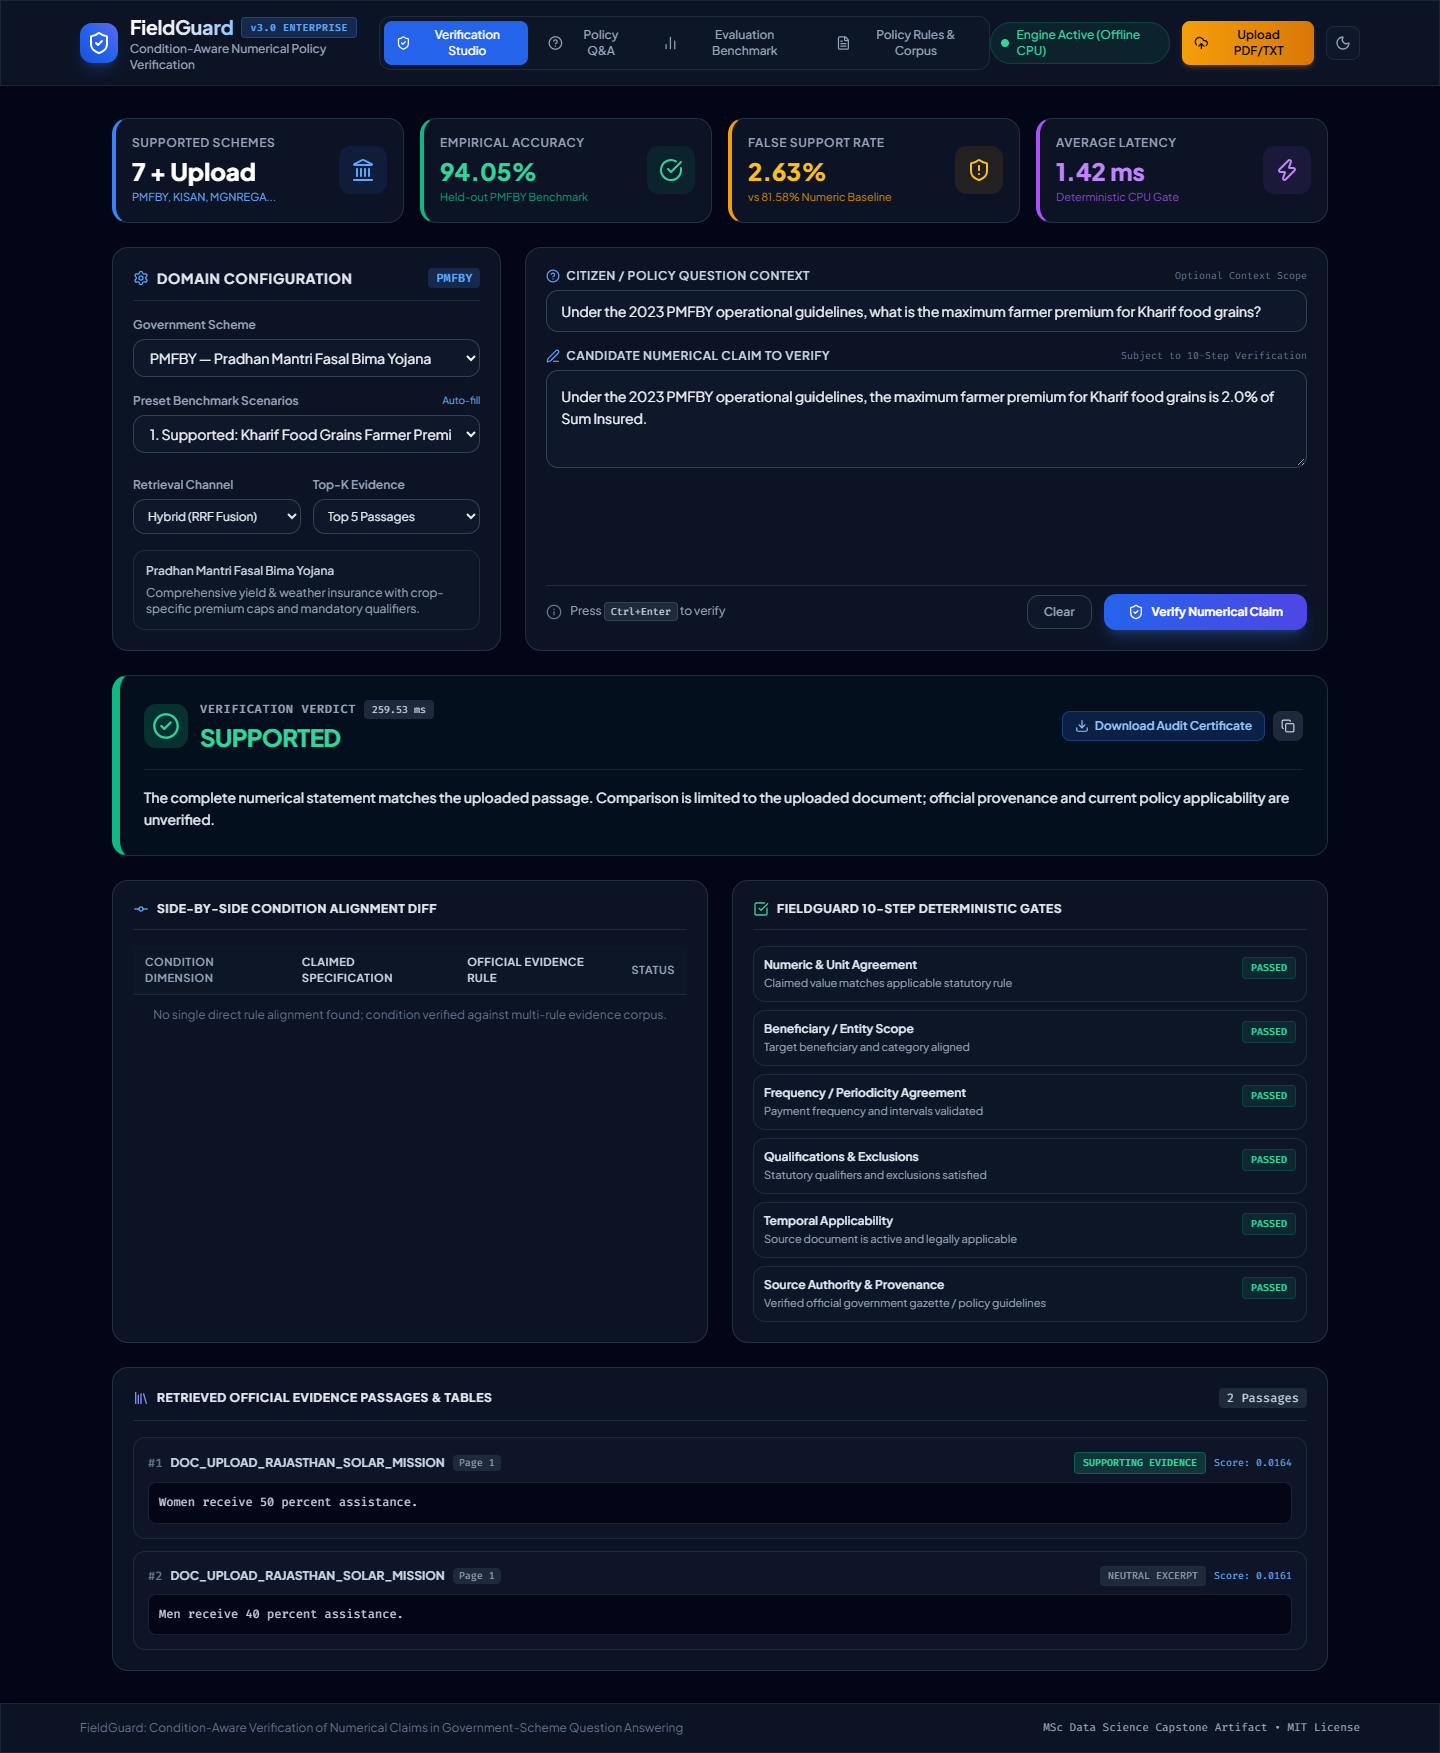 FieldGuard v3.0 ENTERPRISE
Condition-Aware Numerical Policy
Verification
Verification
Studio
Policy
Q&A
Evaluation
Benchmark
Policy Rules &
Corpus
Engine Active (Offline
CPU)
Upload
PDF/TXT
SUPPORTED SCHEMES
7 + Upload
PMFBY, KISAN, MGNREGA...
EMPIRICAL ACCURACY
94.05%
Held-out PMFBY Benchmark
FALSE SUPPORT RATE
2.63%
vs 81.58% Numeric Baseline
AVERAGE LATENCY
1.42 ms
Deterministic CPU Gate
DOMAIN CONFIGURATION PMFBY
Government Scheme
PMFBY — Pradhan Mantri Fasal Bima Yojana
Preset Benchmark Scenarios Auto-fill
1. Supported: Kharif Food Grains Farmer Premi
Retrieval Channel Top-K Evidence
Hybrid (RRF Fusion) Top 5 Passages
Pradhan Mantri Fasal Bima Yojana
Comprehensive yield & weather insurance with crop-
specific premium caps and mandatory qualifiers.
CITIZEN / POLICY QUESTION CONTEXT Optional Context Scope
Under the 2023 PMFBY operational guidelines, what is the maximum farmer premium for Kharif food grains?
CANDIDATE NUMERICAL CLAIM TO VERIFY Subject to 10-Step Verification
Under the 2023 PMFBY operational guidelines, the maximum farmer premium for Kharif food grains is 2.0% of
Sum Insured.
Press Ctrl+Enter to verify Clear Verify Numerical Claim
VERIFICATION VERDICT 259.53 ms
SUPPORTED
Download Audit Certificate
The complete numerical statement matches the uploaded passage. Comparison is limited to the uploaded document; official provenance and current policy applicability are
unverified.
SIDE-BY-SIDE CONDITION ALIGNMENT DIFF
CONDITION
DIMENSION
CLAIMED
SPECIFICATION
OFFICIAL EVIDENCE
RULE
STATUS
No single direct rule alignment found; condition verified against multi-rule evidence corpus.
FIELDGUARD 10-STEP DETERMINISTIC GATES
Numeric & Unit Agreement PASSED
Claimed value matches applicable statutory rule
Beneficiary / Entity Scope PASSED
Target beneficiary and category aligned
Frequency / Periodicity Agreement PASSED
Payment frequency and intervals validated
Qualifications & Exclusions PASSED
Statutory qualifiers and exclusions satisfied
Temporal Applicability PASSED
Source document is active and legally applicable
Source Authority & Provenance PASSED
Verified official government gazette / policy guidelines
RETRIEVED OFFICIAL EVIDENCE PASSAGES & TABLES 2 Passages
#1 DOC_UPLOAD_RAJASTHAN_SOLAR_MISSION Page 1 SUPPORTING EVIDENCE Score: 0.0164
Women receive 50 percent assistance.
#2 DOC_UPLOAD_RAJASTHAN_SOLAR_MISSION Page 1 NEUTRAL EXCERPT Score: 0.0161
Men receive 40 percent assistance.
FieldGuard: Condition-Aware Verification of Numerical Claims in Government-Scheme Question Answering
MSc Data Science Capstone Artifact • MIT License